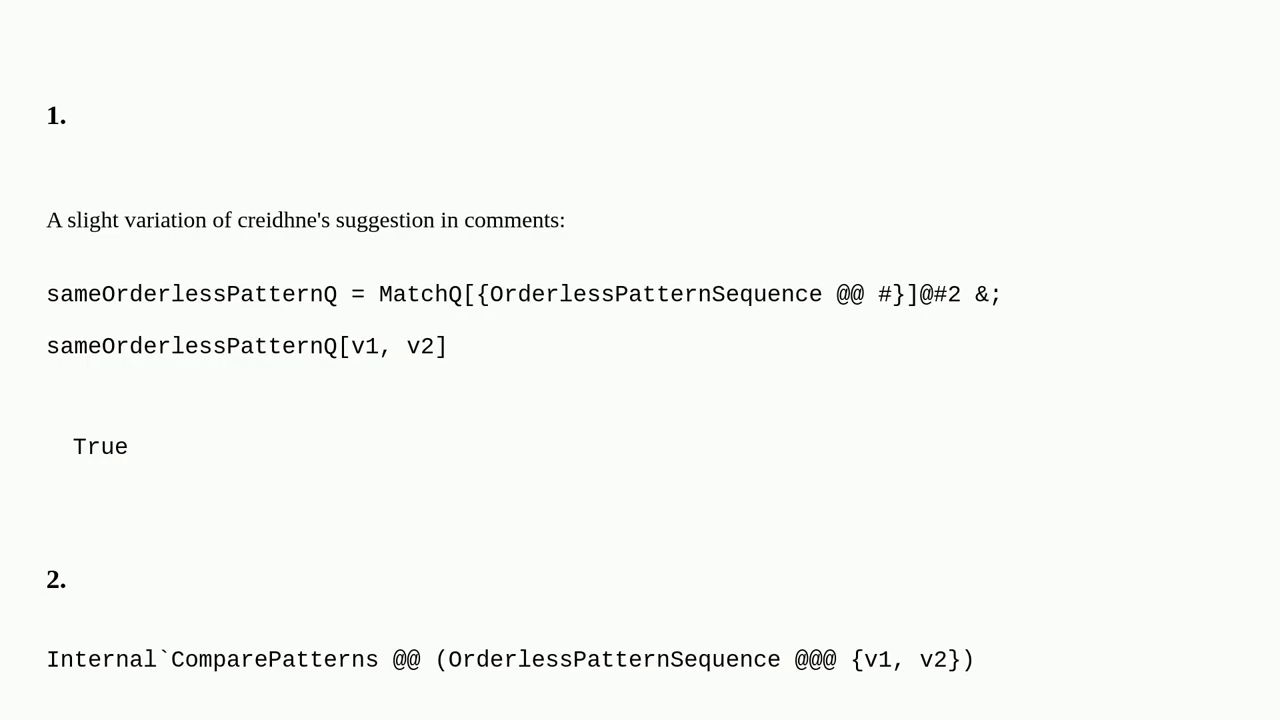 1.
A slight variation of creidhne's suggestion in comments:
sameOrderlessPatternQ = MatchQ[{OrderlessPatternSequence @@ #}]@#2 &;
sameOrderlessPatternQ[v1, v2]
True
2.
Internal`ComparePatterns @@ (OrderlessPatternSequence @@@ {v1, v2})